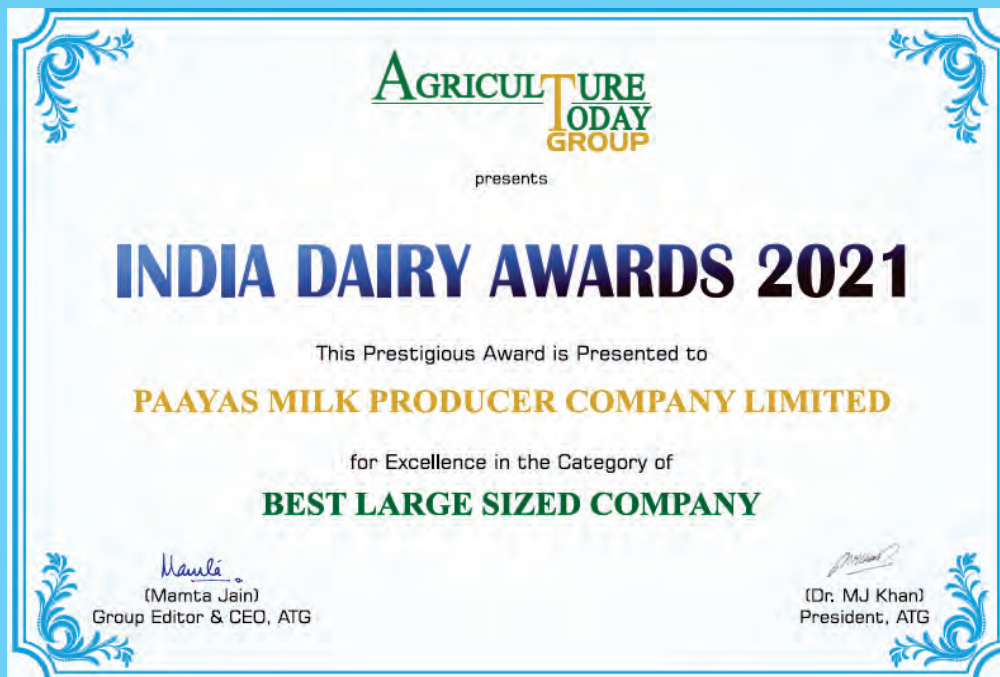 AGRICULTURE
TODAY
GROUP
presents
INDIA DAIRY AWARDS 2021
This Prestigious Award is Presented to
PAAYAS MILK PRODUCER COMPANY LIMITED
for Excellence in the Category of
BEST LARGE SIZED COMPANY
Mamta
(Mamta Jain)
Group Editor & CEO, ATG
(Dr. MJ Khan)
President, ATG